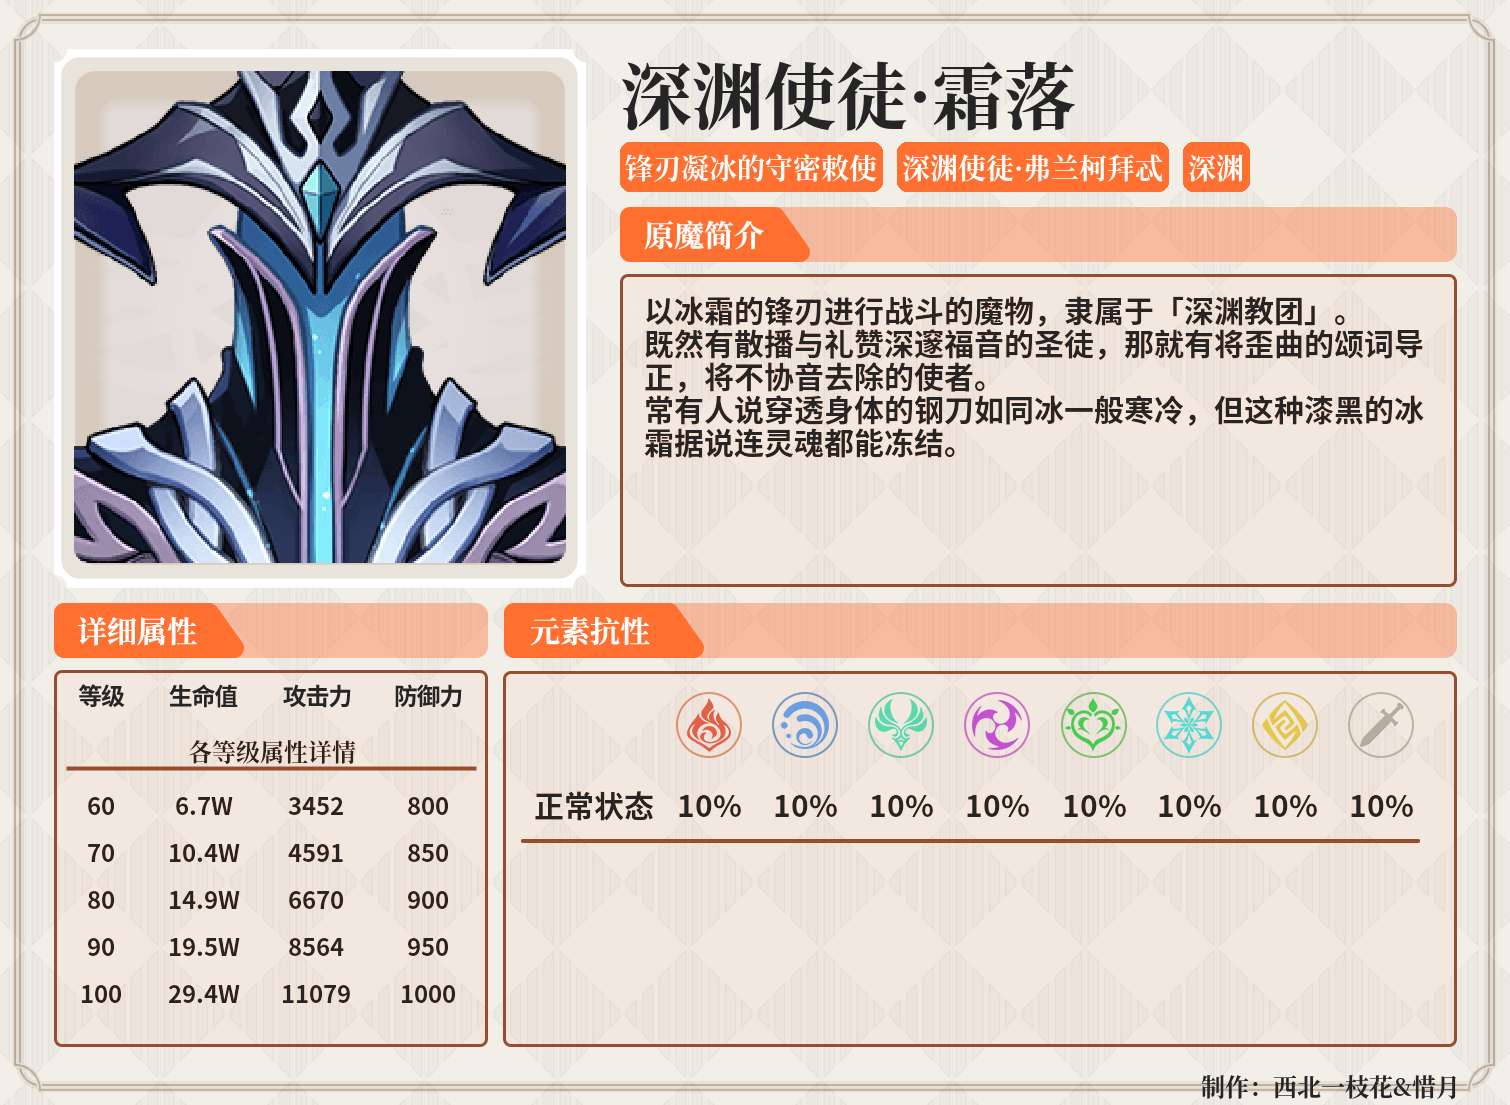 深渊使徒·霜落
锋刃凝冰的守密敕使 深渊使徒·弗兰柯拜忒 深渊
原魔简介
以冰霜的锋刃进行战斗的魔物，隶属于「深渊教团」。
既然有散播与礼赞深邃福音的圣徒，那就有将歪曲的颂词导
正，将不协音去除的使者。
常有人说穿透身体的钢刀如同冰一般寒冷，但这种漆黑的冰
霜据说连灵魂都能冻结。
详细属性
等级 生命值 攻击力 防御力
各等级属性详情
60 6.7W 3452 800
70 10.4W 4591 850
80 14.9W 6670 900
90 19.5W 8564 950
100 29.4W 11079 1000
元素抗性
正常状态 10% 10% 10% 10% 10% 10% 10% 10%
制作：西北一枝花&惜月